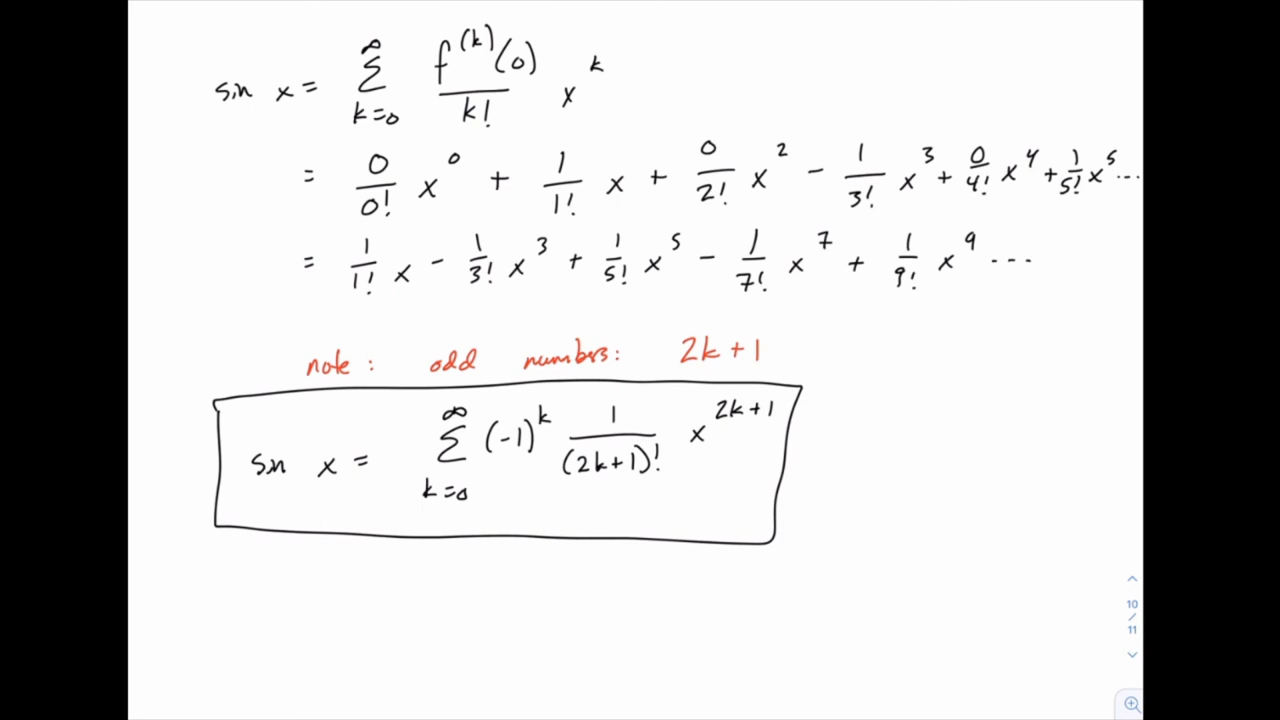 sin x = ∞ Σ k=0 f^(k)(0) / k! x^k
= 0/0! x^0 + 1/1! x + 0/2! x^2 − 1/3! x^3 + 0/4! x^4 + 1/5! x^5 ...
= 1/1! x − 1/3! x^3 + 1/5! x^5 − 1/7! x^7 + 1/9! x^9 ...
note: odd numbers: 2k+1
sin x = ∞ Σ k=0 (-1)^k 1/(2k+1)! x^2k+1
10
/
11